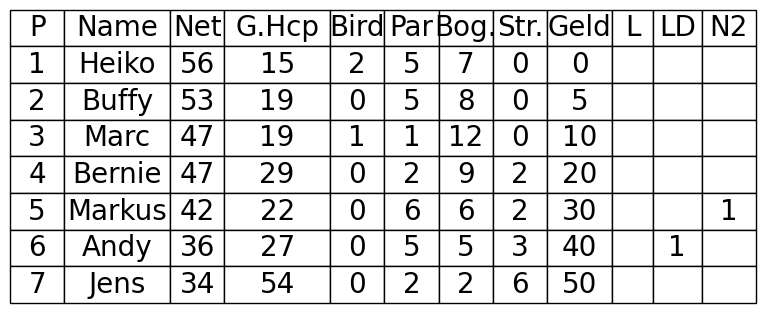 P Name Net G.Hcp Bird Par Bog. Str. Geld L LD N2
1 Heiko 56 15 2 5 7 0 0
2 Buffy 53 19 0 5 8 0 5
3 Marc 47 19 1 1 12 0 10
4 Bernie 47 29 0 2 9 2 20
5 Markus 42 22 0 6 6 2 30 1
6 Andy 36 27 0 5 5 3 40 1
7 Jens 34 54 0 2 2 6 50